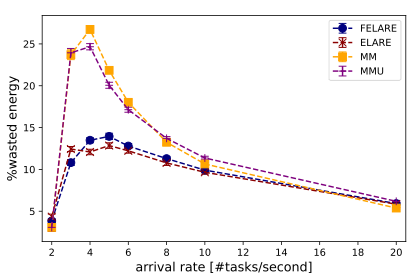 FELARE
ELARE
MM
MMU
%wasted energy
25
20
15
10
5
2 4 6 8 10 12 14 16 18 20
arrival rate [#tasks/second]